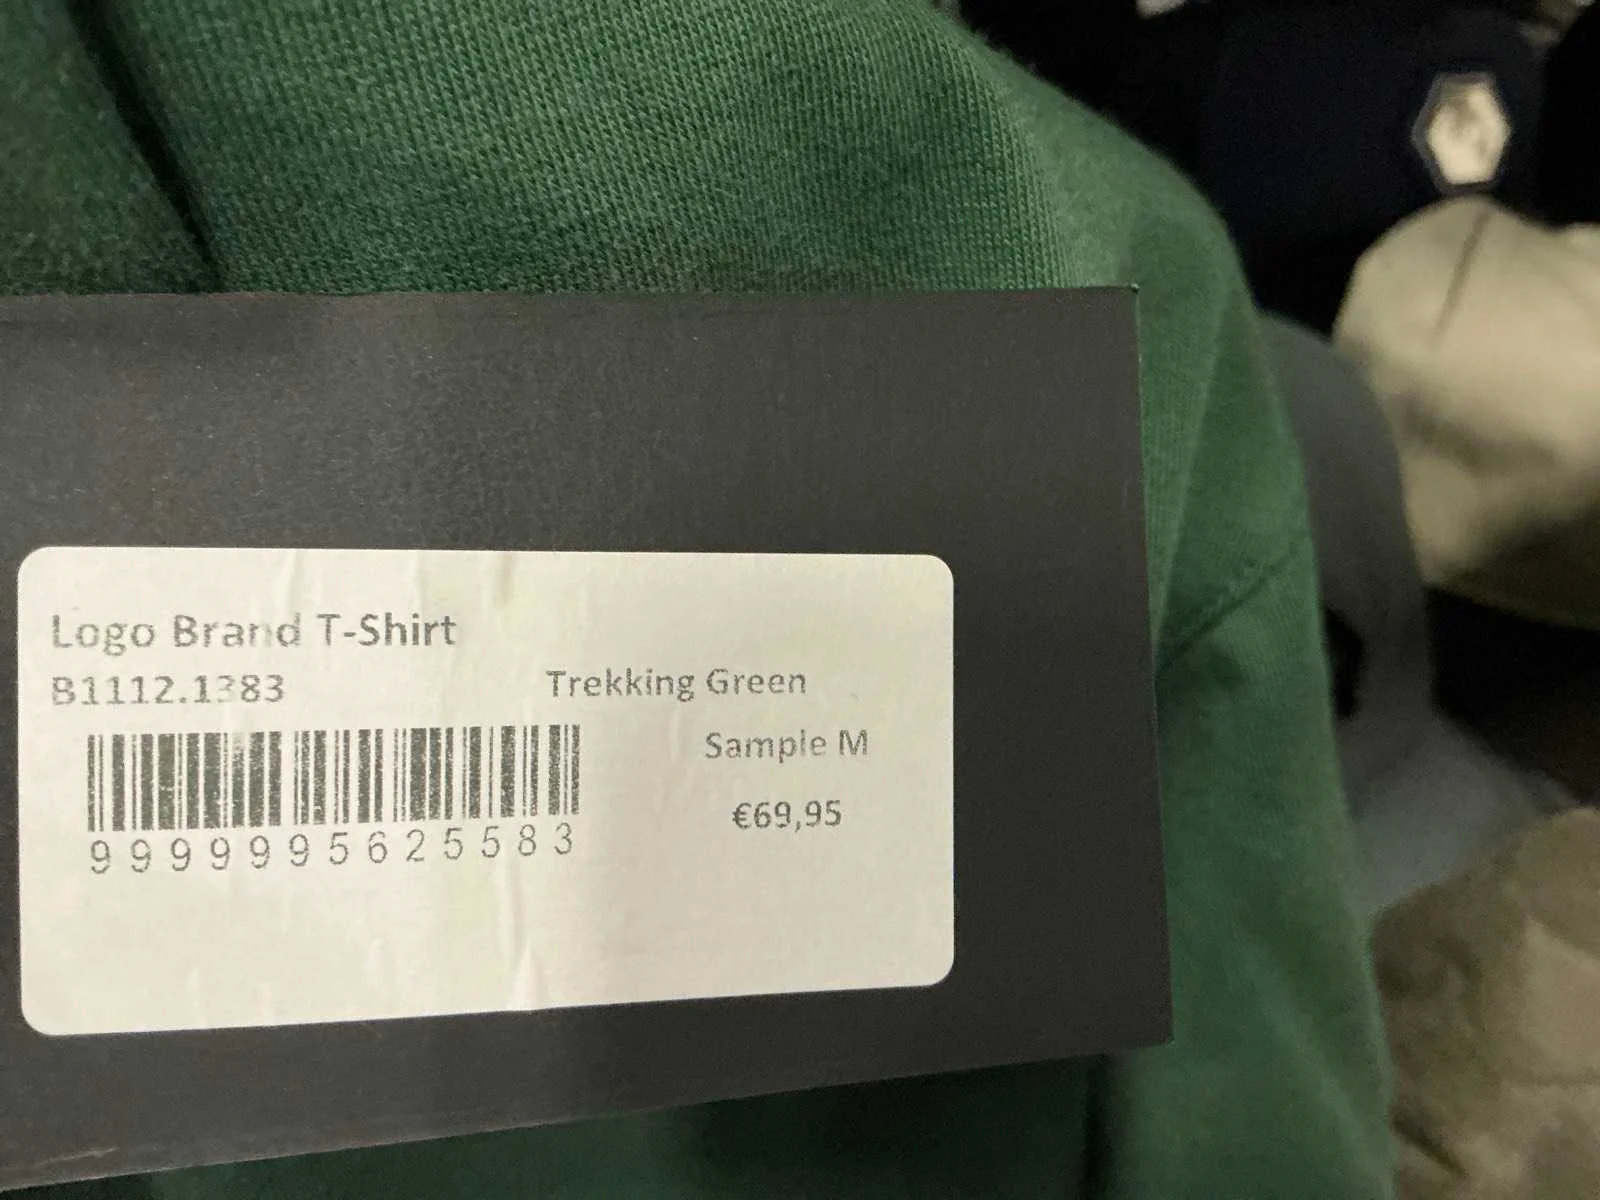 Logo Brand T-Shirt
B1112.1383
Trekking Green
Sample M
€69,95
9999995625583